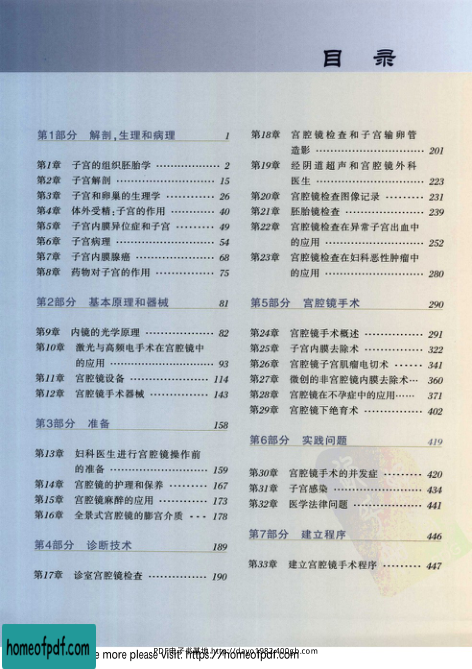 目 录
第1部分 解剖,生理和病理 1
第1章 子宫的组织胚胎学 ………………… 2
第2章 子宫解剖 ………………… 15
第3章 子宫和卵巢的生理学 ………… 26
第4章 体外受精:子宫的作用 ………… 40
第5章 子宫内膜异位症和子宫 ……… 49
第6章 子宫病理 ………………… 54
第7章 子宫内膜腺癌 ………………… 68
第8章 药物对子宫的作用 …………… 75
第2部分 基本原理和器械 81
第9章 内镜的光学原理 ……………… 82
第10章 激光与高频电手术在宫腔镜中
的应用 ………………… 93
第11章 宫腔镜设备 ………………… 114
第12章 宫腔镜手术器械 …………… 143
第3部分 准备 158
第13章 妇科医生进行宫腔镜操作前
的准备 ………………… 159
第14章 宫腔镜的护理和保养 ……… 167
第15章 宫腔镜麻醉的应用 ………… 173
第16章 全景式宫腔镜的膨宫介质 … 178
第4部分 诊断技术 189
第17章 诊室宫腔镜检查 …………… 190
第18章 宫腔镜检查和子宫输卵管
造影 ………………… 201
第19章 经阴道超声和宫腔镜外科
医生 ………………… 223
第20章 宫腔镜检查图像记录 ……… 231
第21章 胚胎镜检查 ………………… 239
第22章 宫腔镜检查在异常子宫出血中
的应用 ………………… 252
第23章 宫腔镜检查在妇科恶性肿瘤中
的应用 ………………… 280
第5部分 宫腔镜手术 290
第24章 宫腔镜手术概述 …………… 291
第25章 子宫内膜去除术 …………… 322
第26章 宫腔镜子宫肌瘤电切术 …… 341
第27章 微创的非宫腔镜内膜去除术… 360
第28章 宫腔镜在不孕症中的应用…… 371
第29章 宫腔镜下绝育术 …………… 402
第6部分 实践问题 419
第30章 宫腔镜手术的并发症 ……… 420
第31章 子宫感染 ………………… 434
第32章 医学法律问题 ……………… 441
第7部分 建立程序 446
第33章 建立宫腔镜手术程序 ……… 447
homeofpdf.com
e more please visit: https://homeofpdf.com